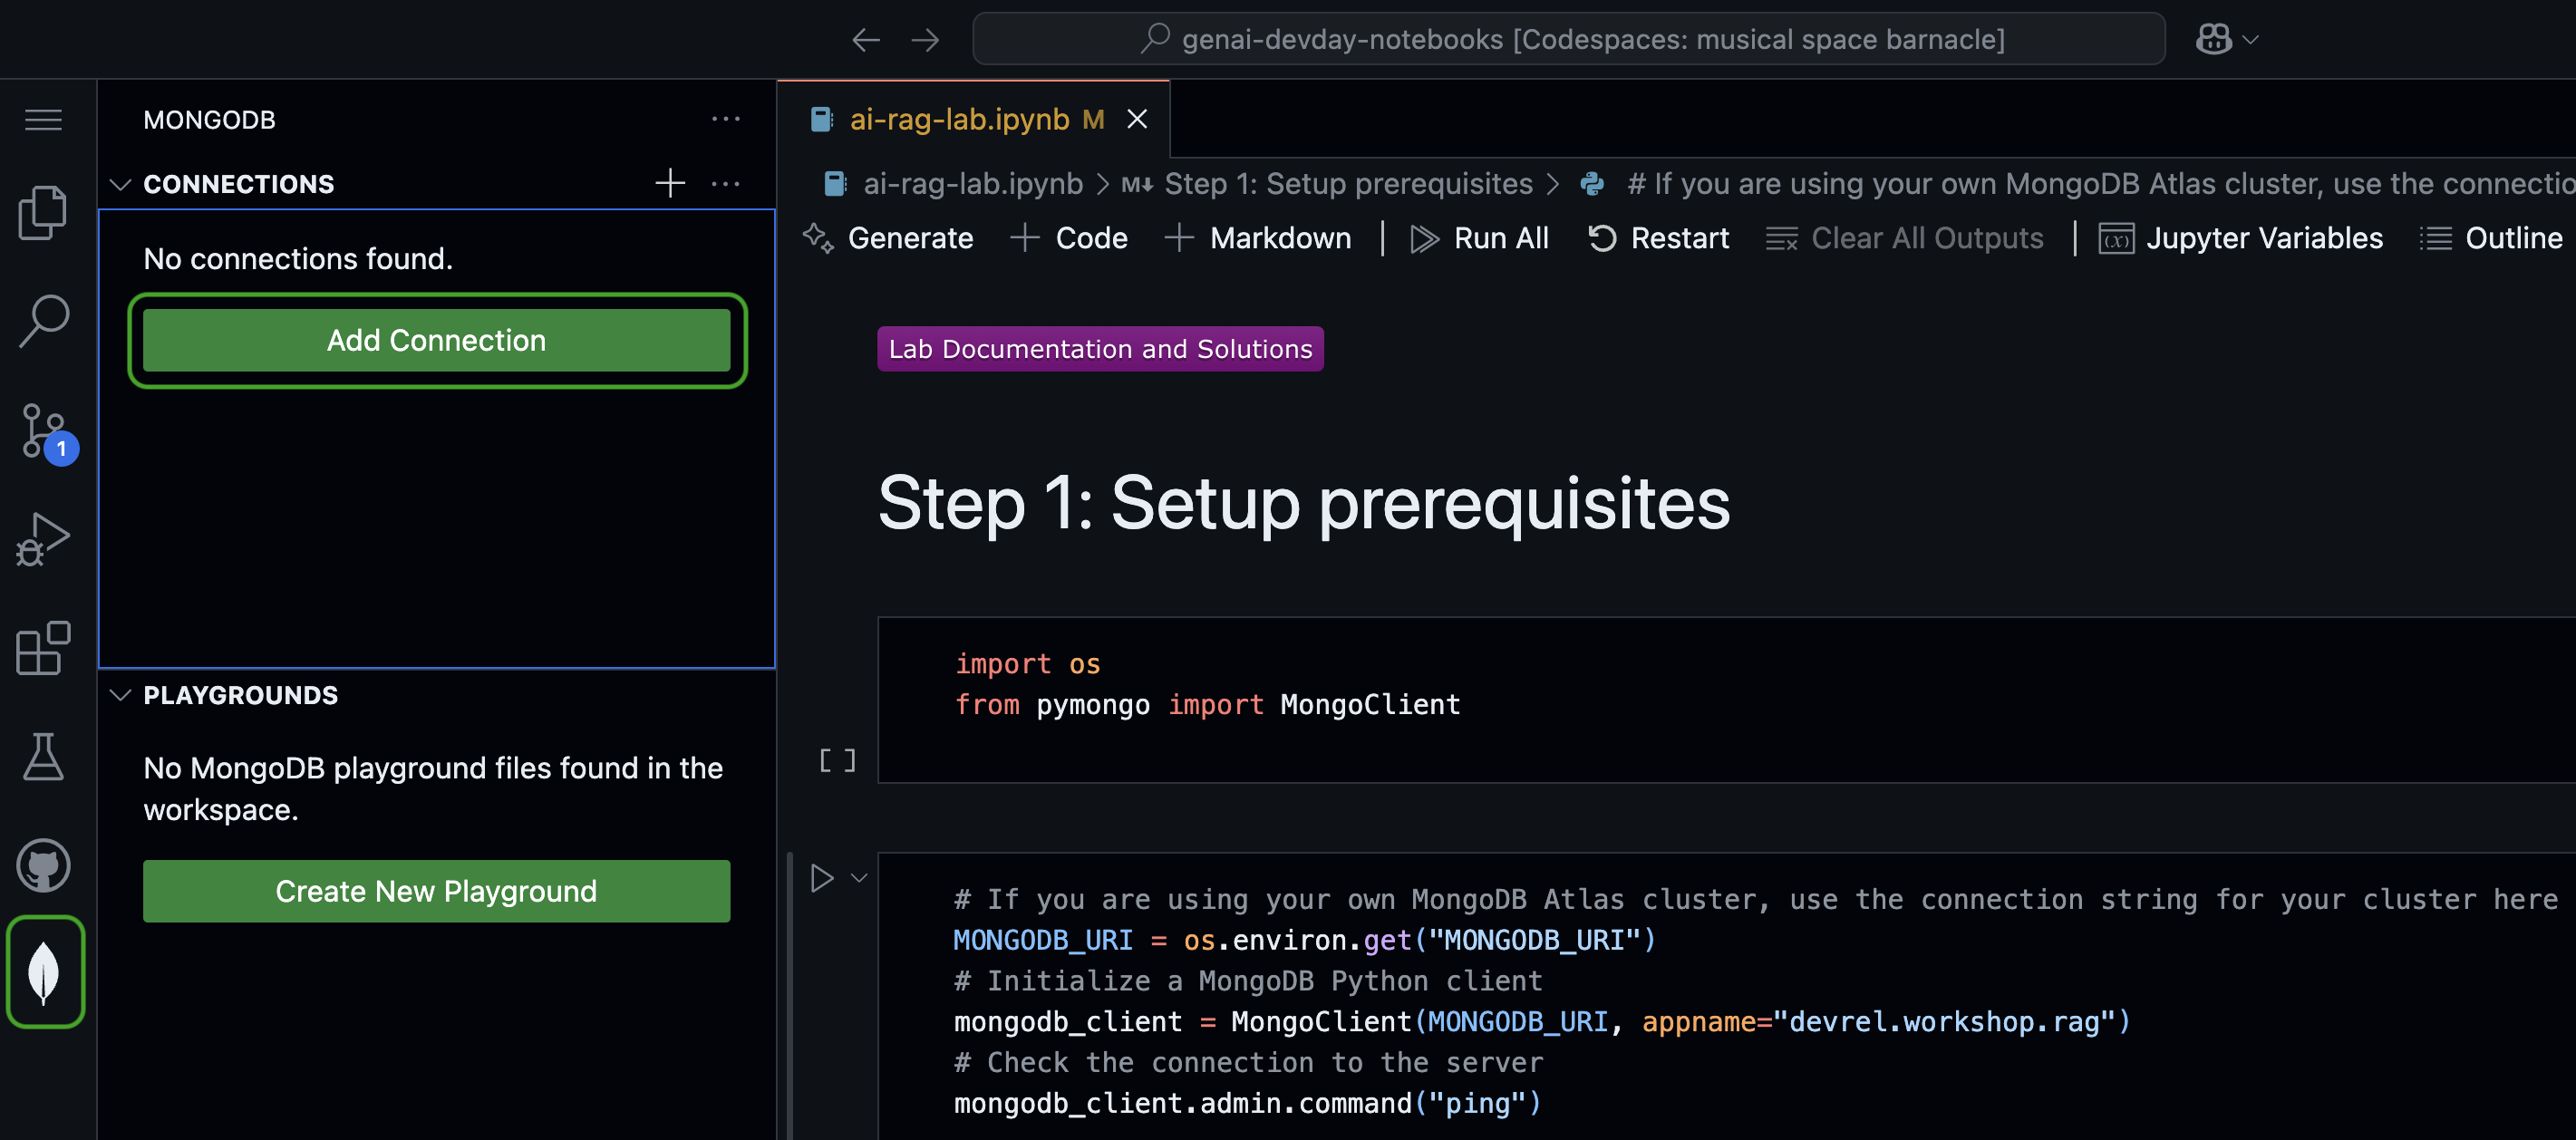 genai-devday-notebooks [Codespaces: musical space barnacle]
MONGODB
CONNECTIONS
No connections found.
Add Connection
1
PLAYGROUNDS
No MongoDB playground files found in the
workspace.
Create New Playground
ai-rag-lab.ipynb M
ai-rag-lab.ipynb > M↓ Step 1: Setup prerequisites > # If you are using your own MongoDB Atlas cluster, use the connectio
Generate + Code + Markdown | Run All Restart Clear All Outputs | (x) Jupyter Variables Outline
Lab Documentation and Solutions
Step 1: Setup prerequisites
import os
from pymongo import MongoClient
[ ]
# If you are using your own MongoDB Atlas cluster, use the connection string for your cluster here
MONGODB_URI = os.environ.get("MONGODB_URI")
# Initialize a MongoDB Python client
mongodb_client = MongoClient(MONGODB_URI, appname="devrel.workshop.rag")
# Check the connection to the server
mongodb_client.admin.command("ping")